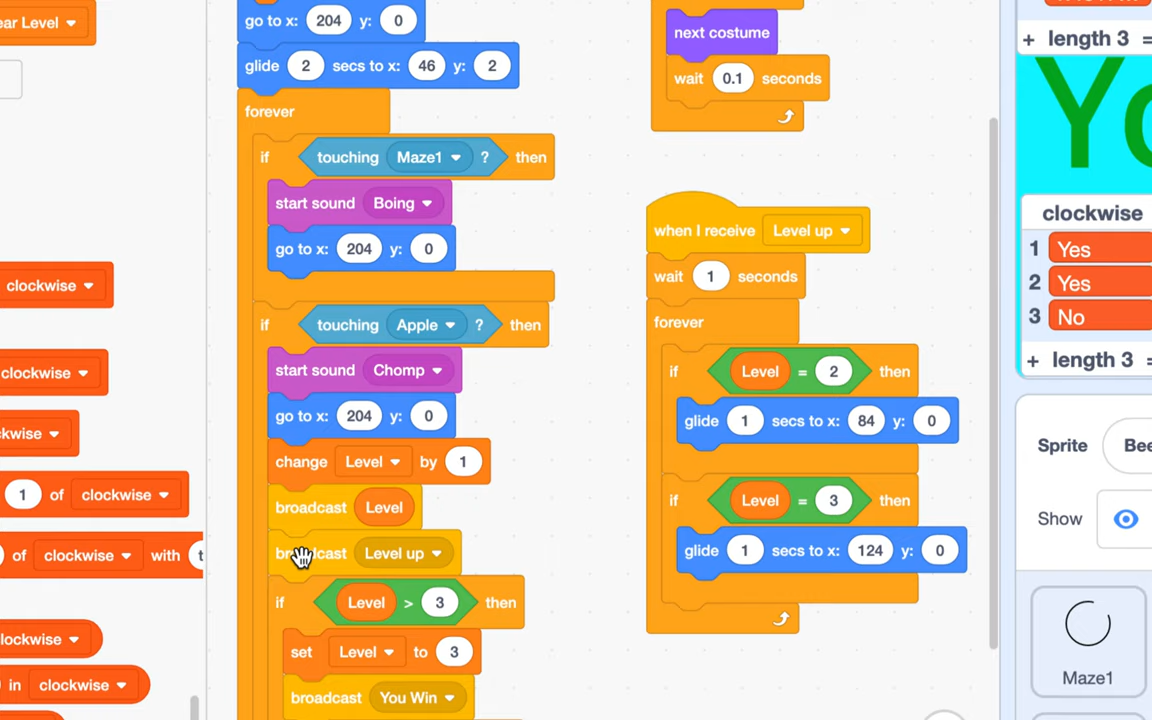 ear Level
go to x: 204 y: 0
glide 2 secs to x: 46 y: 2
forever
if touching Maze1 ? then
start sound Boing
go to x: 204 y: 0
if touching Apple ? then
start sound Chomp
go to x: 204 y: 0
change Level by 1
broadcast Level
broadcast Level up
if Level > 3 then
set Level to 3
broadcast You Win
clockwise
clockwise
kwise
1 of clockwise
of clockwise with t
lockwise
in clockwise
next costume
wait 0.1 seconds
when I receive Level up
wait 1 seconds
forever
if Level = 2 then
glide 1 secs to x: 84 y: 0
if Level = 3 then
glide 1 secs to x: 124 y: 0
+ length 3 =
Yo
clockwise
1 Yes
2 Yes
3 No
+ length 3 =
Sprite Bee
Show
Maze1